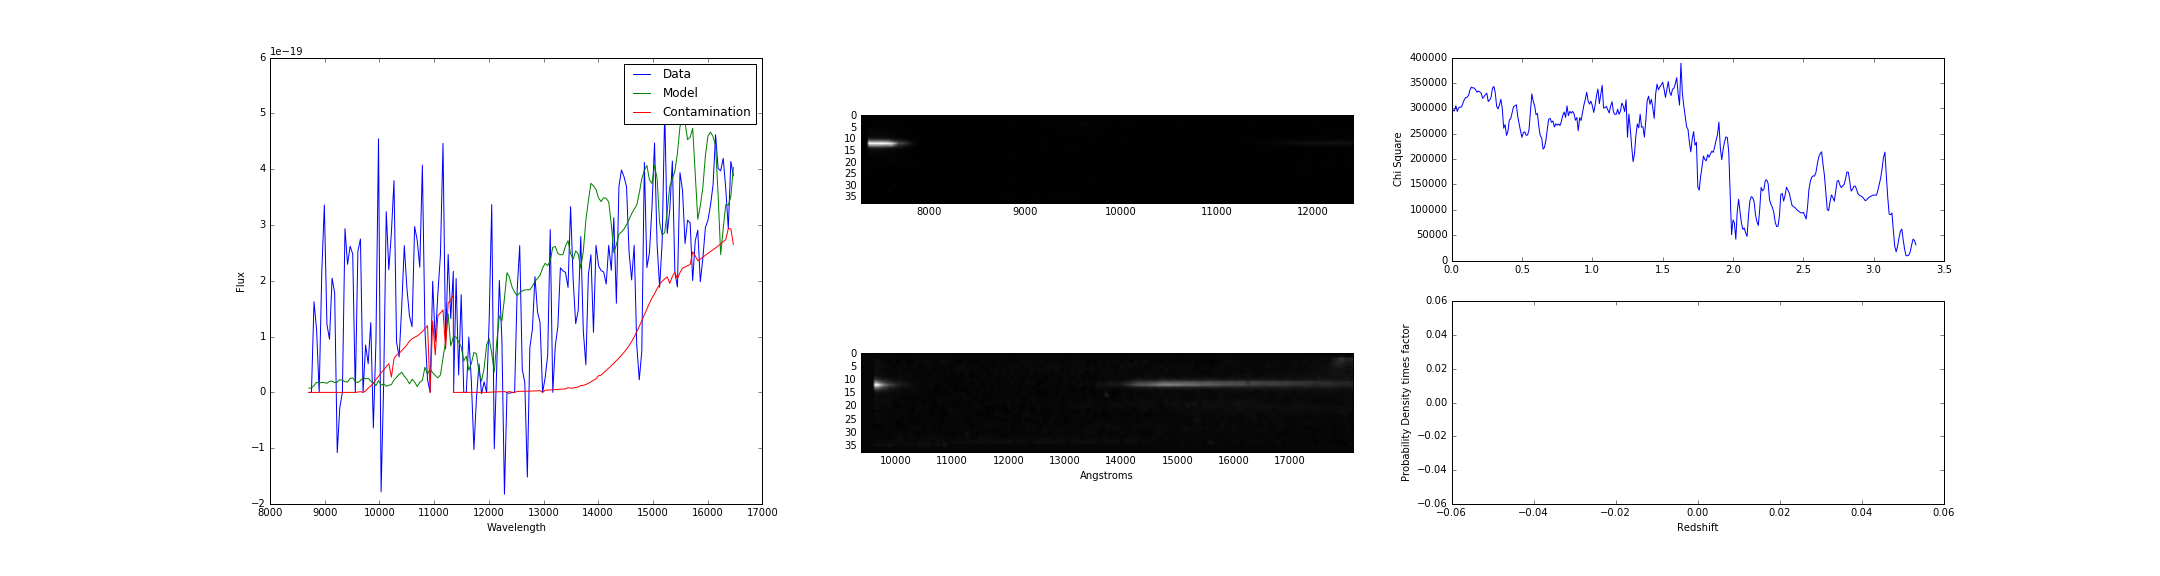 1e−19
6
5
4
3
2
1
0
−1
−2
Flux
8000 9000 10000 11000 12000 13000 14000 15000 16000 17000
Wavelength
Data
Model
Contamination
0
5
10
15
20
25
30
35
8000 9000 10000 11000 12000
0
5
10
15
20
25
30
35
10000 11000 12000 13000 14000 15000 16000 17000
Angstroms
400000
350000
300000
250000
200000
150000
100000
50000
0
Chi Square
0.0 0.5 1.0 1.5 2.0 2.5 3.0 3.5
0.06
0.04
0.02
0.00
−0.02
−0.04
−0.06
Probability Density times factor
−0.06 −0.04 −0.02 0.00 0.02 0.04 0.06
Redshift